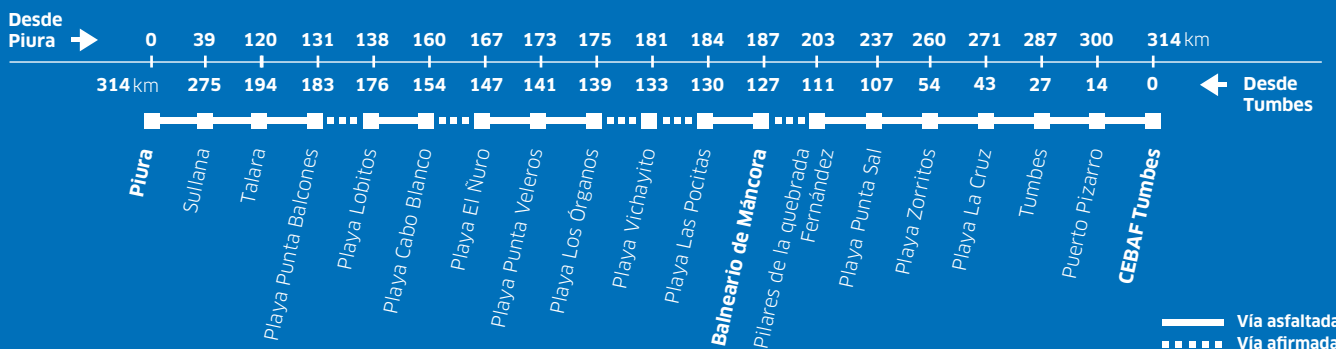 Desde
Piura
0 39 120 131 138 160 167 173 175 181 184 187 203 237 260 271 287 300 314 km
314 km 275 194 183 176 154 147 141 139 133 130 127 111 107 54 43 27 14 0
Desde
Tumbes
Piura
Sullana
Talara
Playa Punta Balcones
Playa Lobitos
Playa Cabo Blanco
Playa El Ñuro
Playa Punta Veleros
Playa Los Órganos
Playa Vichayito
Playa Las Pocitas
Balneario de Máncora
Pilares de la quebrada
Fernández
Playa Punta Sal
Playa Zorritos
Playa La Cruz
Tumbes
Puerto Pizarro
CEBAF Tumbes
Vía asfaltada
Vía afirmada